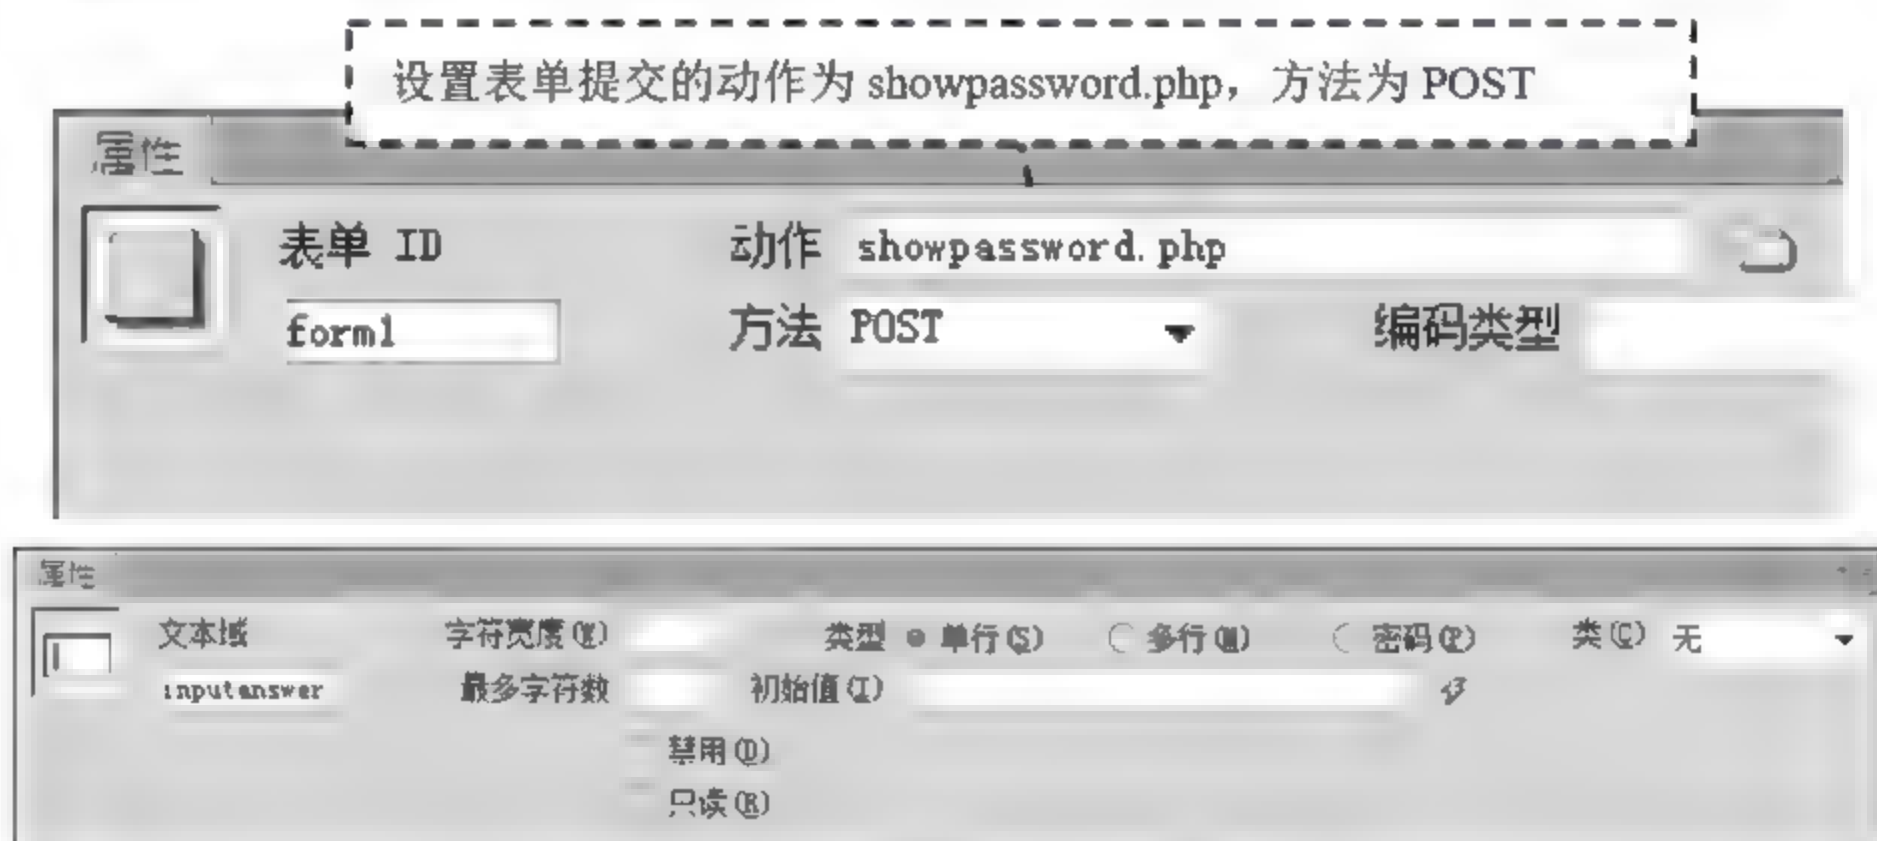 设置表单提交的动作为 showpassword.php，方法为 POST
属性
表单 ID 动作 showpassword.php
form1 方法 POST 编码类型
属性
文本域 字符宽度(W) 类型 单行(S) 多行(M) 密码(P) 类(C) 无
inputanswer 最多字符数 初始值(I)
禁用(D)
只读(R)